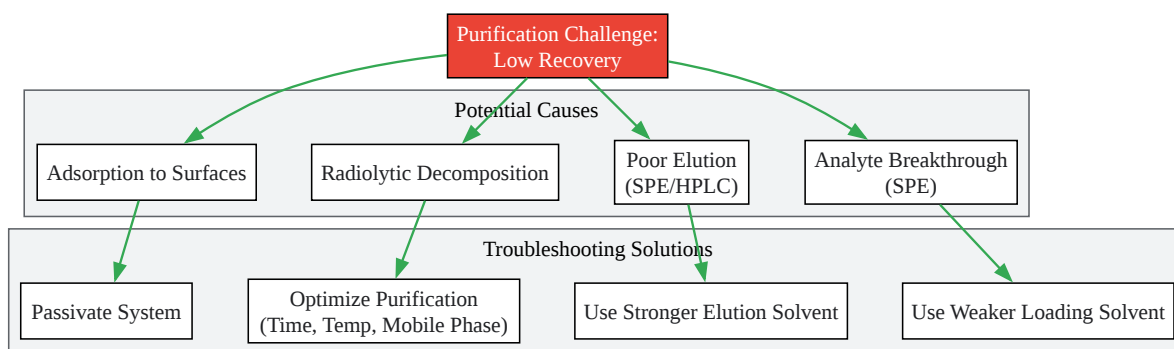 Purification Challenge:
Low Recovery
Potential Causes
Adsorption to Surfaces
Radiolytic Decomposition
Poor Elution
(SPE/HPLC)
Analyte Breakthrough
(SPE)
Troubleshooting Solutions
Passivate System
Optimize Purification
(Time, Temp, Mobile Phase)
Use Stronger Elution Solvent
Use Weaker Loading Solvent